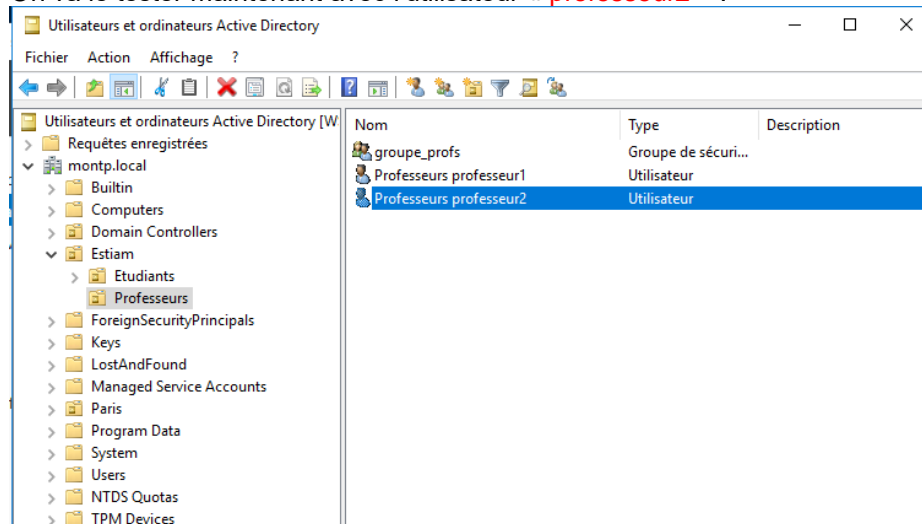 Utilisateurs et ordinateurs Active Directory
Fichier Action Affichage ?
Utilisateurs et ordinateurs Active Directory [W
Requêtes enregistrées
montp.local
Builtin
Computers
Domain Controllers
Estiam
Etudiants
Professeurs
ForeignSecurityPrincipals
Keys
LostAndFound
Managed Service Accounts
Paris
Program Data
System
Users
NTDS Quotas
TPM Devices
Nom Type Description
groupe_profs Groupe de sécuri...
Professeurs professeur1 Utilisateur
Professeurs professeur2 Utilisateur